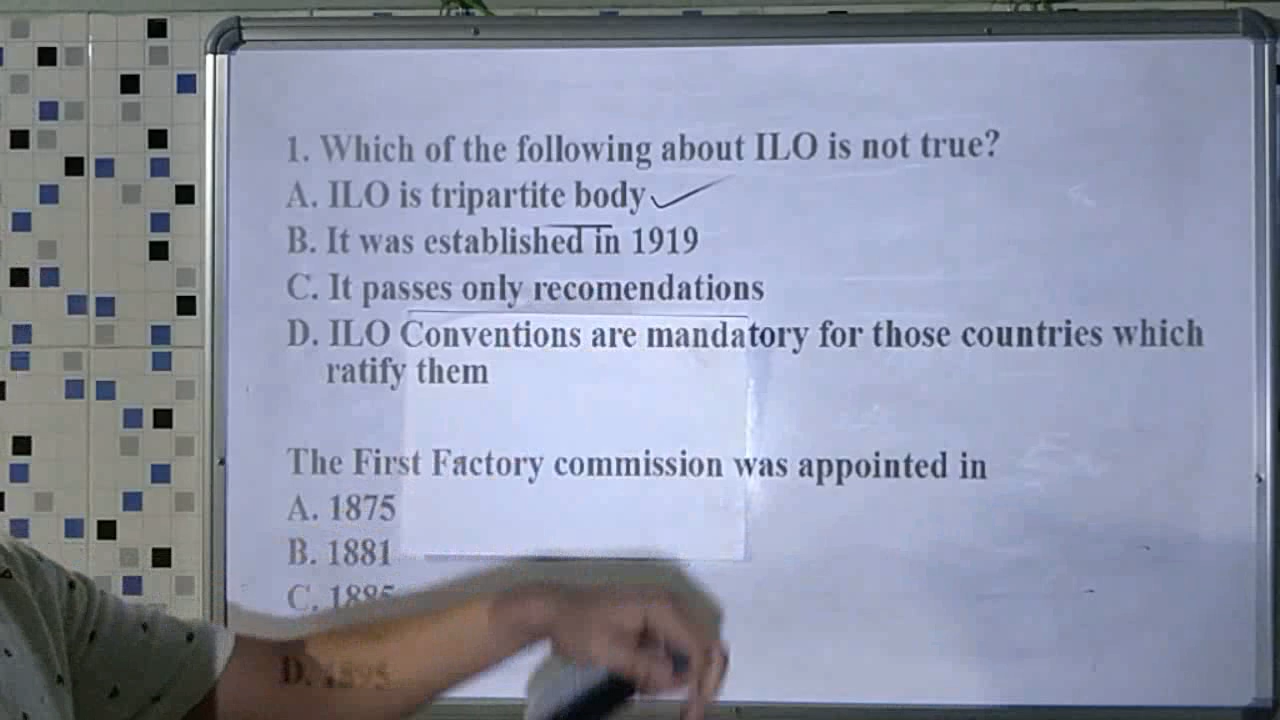 1. Which of the following about ILO is not true?
A. ILO is tripartite body
B. It was established in 1919
C. It passes only recomendations
D. ILO Conventions are mandatory for those countries which
ratify them
The First Factory commission was appointed in
A. 1875
B. 1881
C. 1885
D. 1895